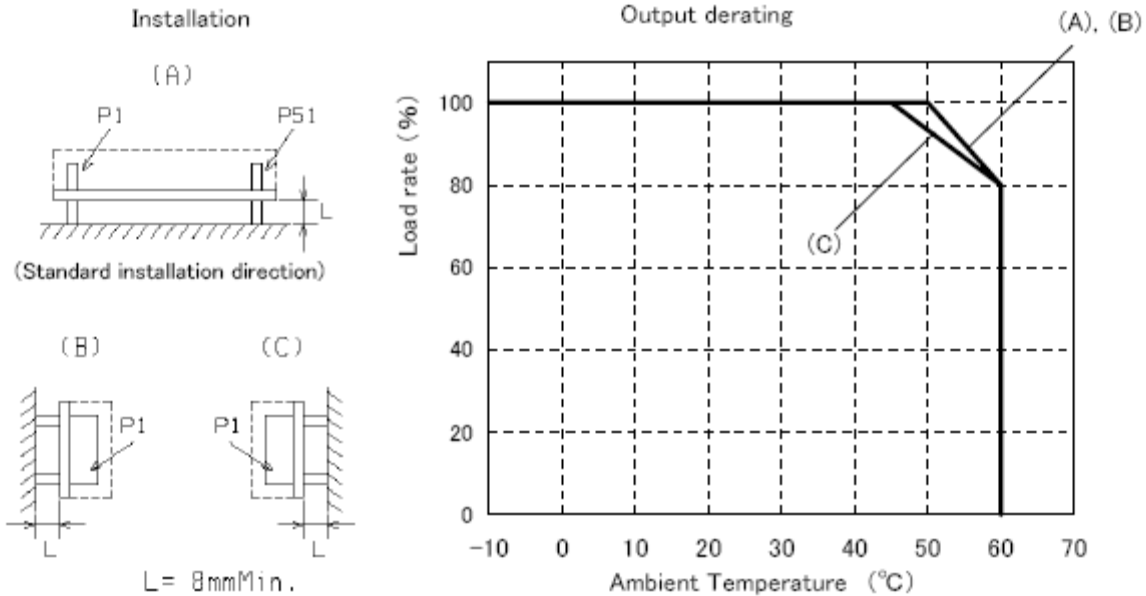 Installation
(A)
P1
P51
L
(Standard installation direction)
(B)
(C)
P1
P1
L
L
L= 8mmMin.
Output derating
(A), (B)
Load rate (%)
100
80
60
40
20
0
(C)
-10 0 10 20 30 40 50 60 70
Ambient Temperature (℃)